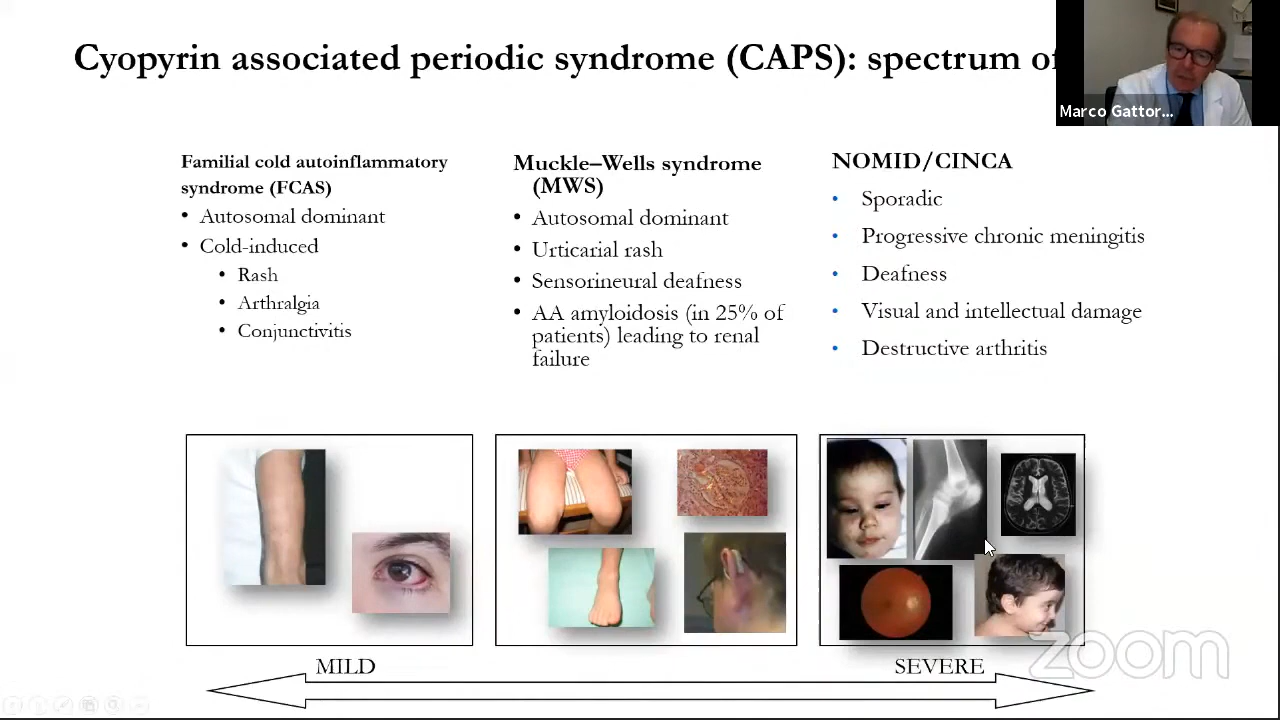 Cyopyrin associated periodic syndrome (CAPS): spectrum of
Marco Gattor...
Familial cold autoinflammatory
syndrome (FCAS)
• Autosomal dominant
• Cold-induced
• Rash
• Arthralgia
• Conjunctivitis
Muckle–Wells syndrome
(MWS)
• Autosomal dominant
• Urticarial rash
• Sensorineural deafness
• AA amyloidosis (in 25% of
patients) leading to renal
failure
NOMID/CINCA
• Sporadic
• Progressive chronic meningitis
• Deafness
• Visual and intellectual damage
• Destructive arthritis
MILD
SEVERE
zoom